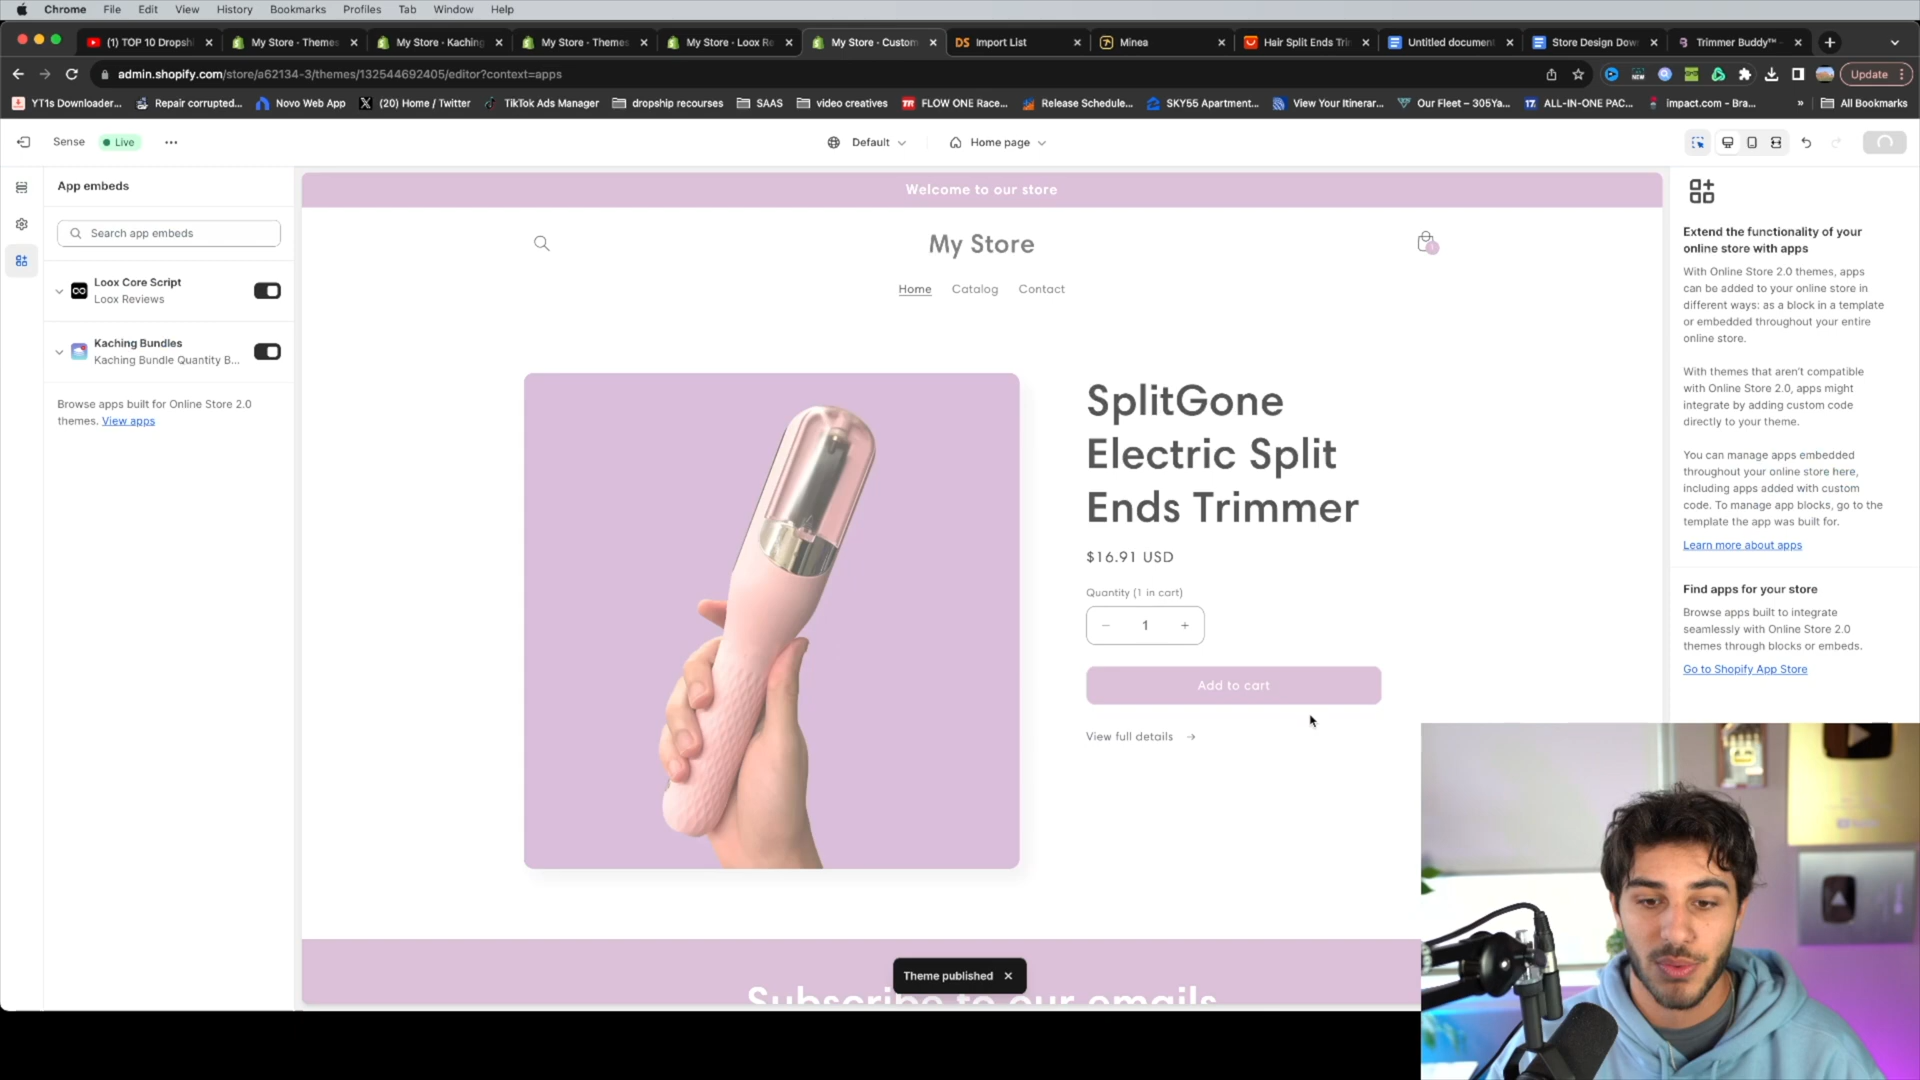 Chrome File Edit View History Bookmarks Profiles Tab Window Help
(1) TOP 10 Dropsh
My Store - Themes
My Store - Kaching
My Store - Themes
My Store - Loox Re
My Store - Custom
DS Import List
Minea
Hair Split Ends Tri
Untitled document
Store Design Dow
Trimmer Buddy™
admin.shopify.com/store/a62134-3/themes/132544692405/editor?context=apps
Update
YT1s Downloader...
Repair corrupted...
Novo Web App
(20) Home / Twitter
TikTok Ads Manager
dropship recourses
SAAS
video creatives
FLOW ONE Race...
Release Schedule...
SKY55 Apartment...
View Your Itinerar...
Our Fleet – 305Ya...
ALL-IN-ONE PAC...
impact.com - Bra...
»
All Bookmarks
Sense
Live
Default
Home page
App embeds
Search app embeds
Loox Core Script
Loox Reviews
Kaching Bundles
Kaching Bundle Quantity B...
Browse apps built for Online Store 2.0
themes. View apps
Welcome to our store
My Store
1
Home Catalog Contact
SplitGone
Electric Split
Ends Trimmer
$16.91 USD
Quantity (1 in cart)
− 1 +
Add to cart
View full details →
Theme published ×
Subscribe to our emails
Extend the functionality of your
online store with apps
With Online Store 2.0 themes, apps
can be added to your online store in
different ways: as a block in a template
or embedded throughout your entire
online store.
With themes that aren't compatible
with Online Store 2.0, apps might
integrate by adding custom code
directly to your theme.
You can manage apps embedded
throughout your online store here,
including apps added with custom
code. To manage app blocks, go to the
template the app was built for.
Learn more about apps
Find apps for your store
Browse apps built to integrate
seamlessly with Online Store 2.0
themes through blocks or embeds.
Go to Shopify App Store